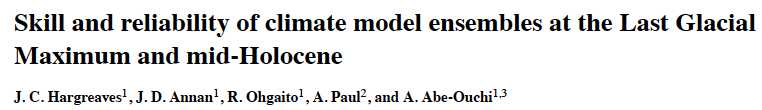 Skill and reliability of climate model ensembles at the Last Glacial
Maximum and mid-Holocene
J. C. Hargreaves¹, J. D. Annan¹, R. Ohgaito¹, A. Paul², and A. Abe-Ouchi¹,³